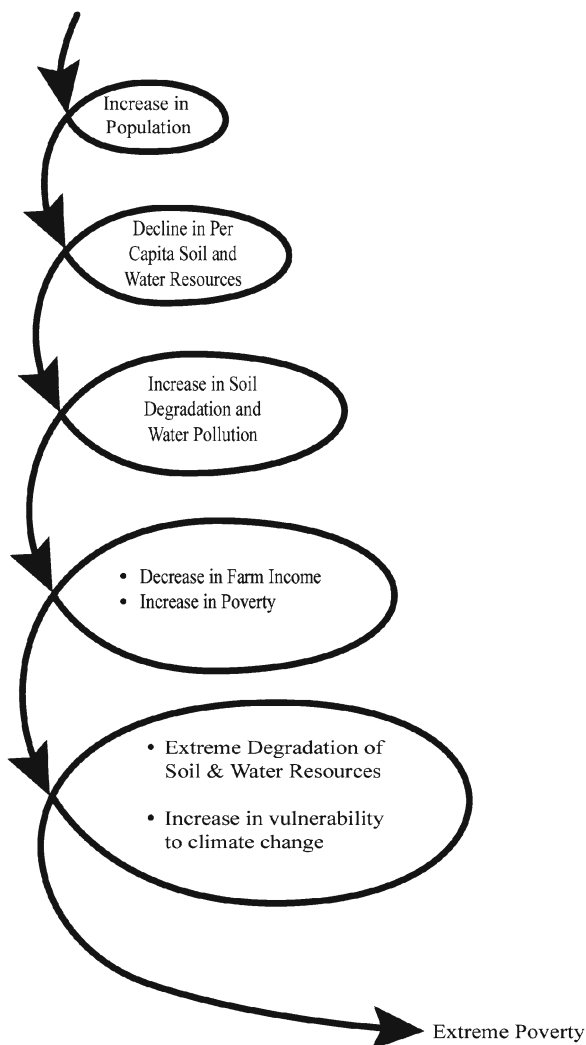 Increase in
Population
Decline in Per
Capita Soil and
Water Resources
Increase in Soil
Degradation and
Water Pollution
• Decrease in Farm Income
• Increase in Poverty
• Extreme Degradation of
Soil & Water Resources
• Increase in vulnerability
to climate change
Extreme Poverty